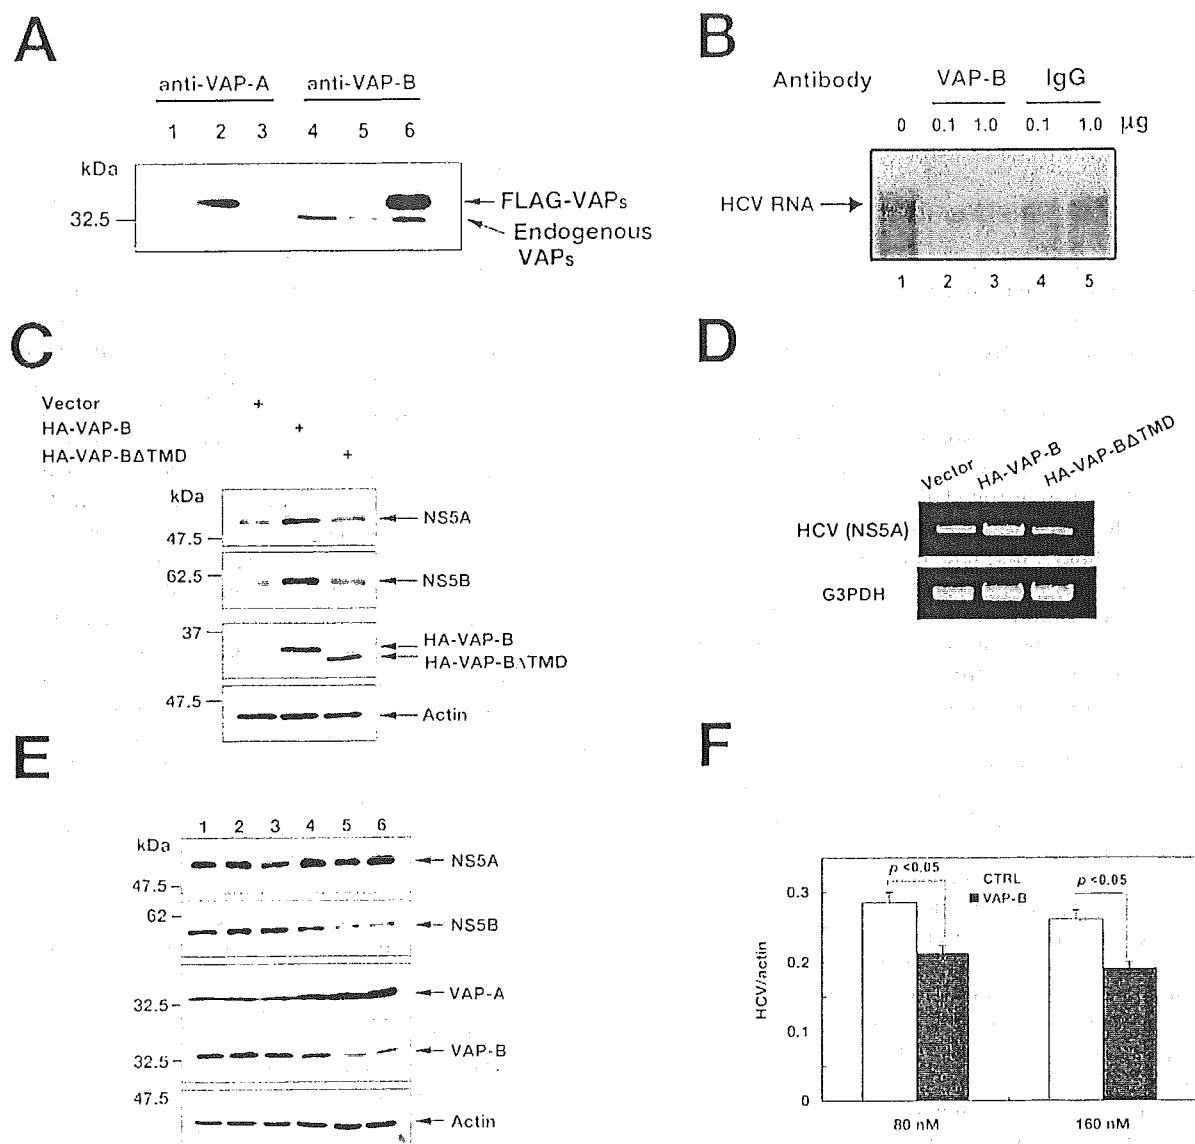 A
anti-VAP-A anti-VAP-B
1 2 3 4 5 6
kDa
32.5
FLAG-VAPs
Endogenous
VAPs
B
Antibody VAP-B IgG
0 0.1 1.0 0.1 1.0 µg
HCV RNA
1 2 3 4 5
C
Vector +
HA-VAP-B +
HA-VAP-BΔTMD +
kDa
47.5
NS5A
62.5
NS5B
37
HA-VAP-B
HA-VAP-BΔTMD
47.5
Actin
D
Vector HA-VAP-B HA-VAP-BΔTMD
HCV (NS5A)
G3PDH
E
1 2 3 4 5 6
kDa
47.5
NS5A
62
NS5B
32.5
VAP-A
32.5
VAP-B
47.5
Actin
F
p <0.05 CTRL p <0.05
VAP-B
0.3
0.2
0.1
0
HCV/actin
80 nM 160 nM